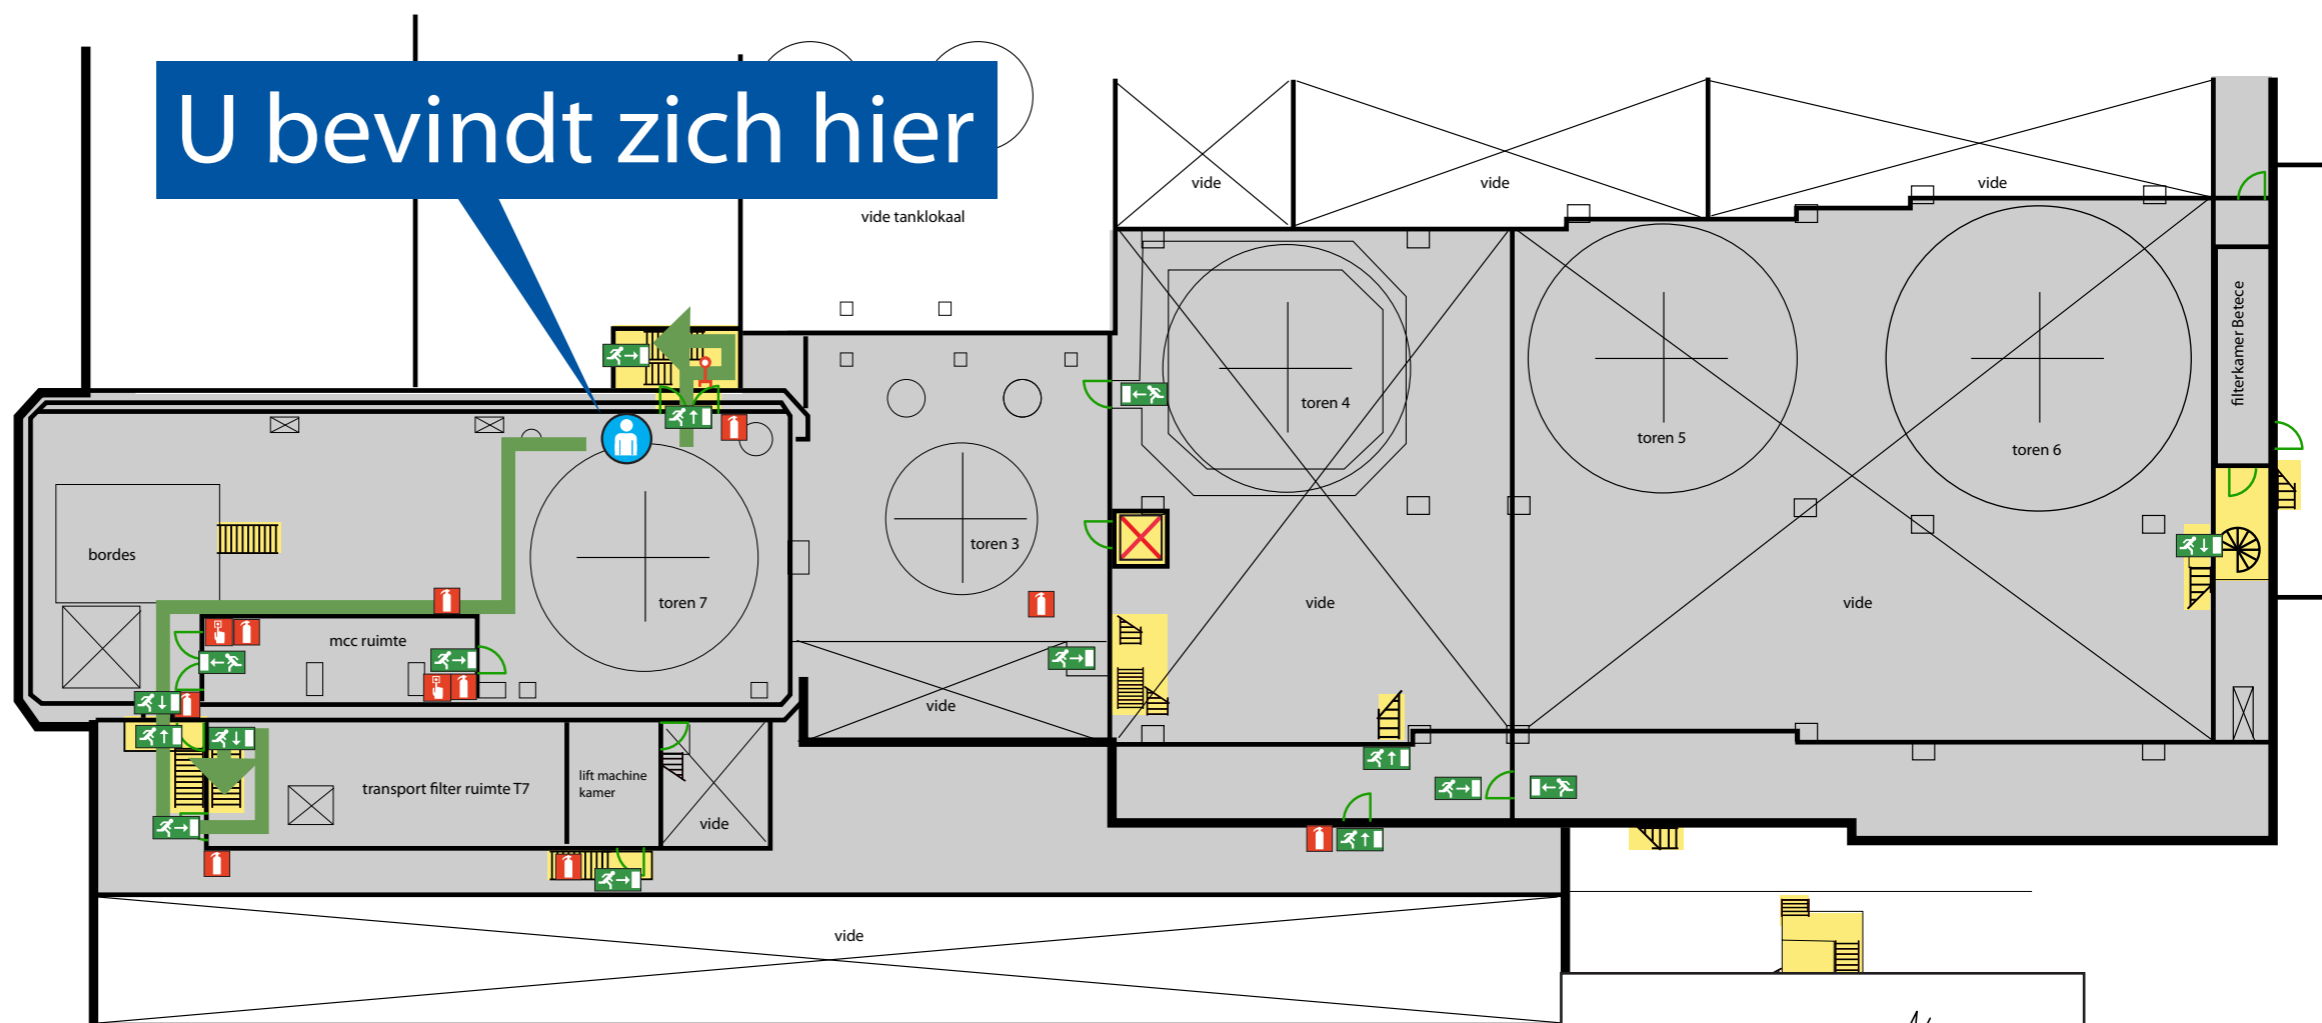 U bevindt zich hier
vide tanklokaal
vide
vide
vide
filterkamer Betece
toren 4
toren 5
toren 6
bordes
toren 3
toren 7
vide
vide
mcc ruimte
vide
transport filter ruimte T7
lift machine
kamer
vide
vide